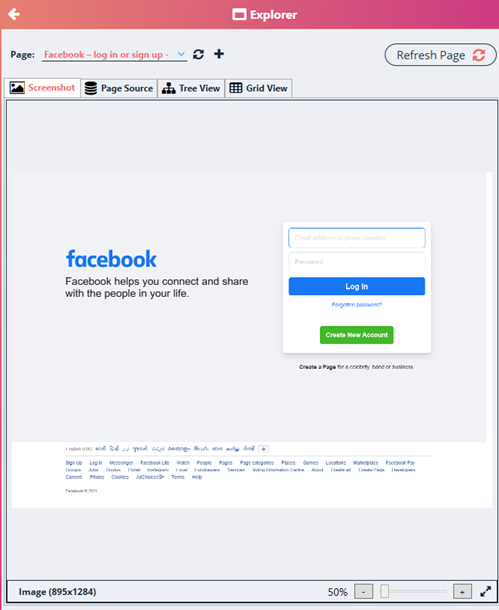 Explorer
Page: Facebook – log in or sign up -
Refresh Page
Screenshot Page Source Tree View Grid View
facebook
Facebook helps you connect and share
with the people in your life.
Email address or phone number
Password
Log In
Forgotten password?
Create New Account
Create a Page for a celebrity, band or business.
English (UK)
Sign Up Log In Messenger Facebook Lite Watch People Pages Page categories Places Games Locations Marketplace Facebook Pay
Groups Jobs Oculus Portal Instagram Local Fundraisers Services Voting Information Centre About Create ad Create Page Developers
Careers Privacy Cookies AdChoices Terms Help
Facebook © 2021
Image (895x1284)
50% - +